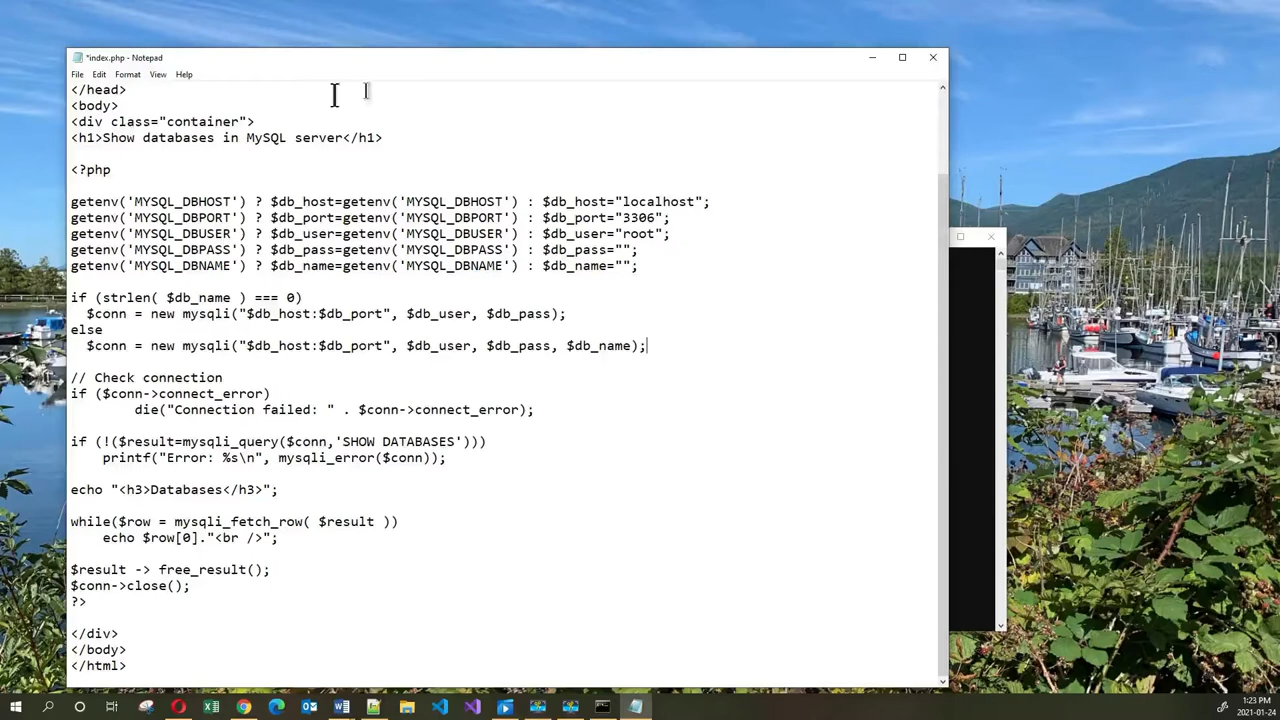 *index.php - Notepad
File Edit Format View Help
</head>
<body>
<div class="container">
<h1>Show databases in MySQL server</h1>
<?php
getenv('MYSQL_DBHOST') ? $db_host=getenv('MYSQL_DBHOST') : $db_host="localhost";
getenv('MYSQL_DBPORT') ? $db_port=getenv('MYSQL_DBPORT') : $db_port="3306";
getenv('MYSQL_DBUSER') ? $db_user=getenv('MYSQL_DBUSER') : $db_user="root";
getenv('MYSQL_DBPASS') ? $db_pass=getenv('MYSQL_DBPASS') : $db_pass="";
getenv('MYSQL_DBNAME') ? $db_name=getenv('MYSQL_DBNAME') : $db_name="";
if (strlen( $db_name ) === 0)
  $conn = new mysqli("$db_host:$db_port", $db_user, $db_pass);
else
  $conn = new mysqli("$db_host:$db_port", $db_user, $db_pass, $db_name);
// Check connection
if ($conn->connect_error)
        die("Connection failed: " . $conn->connect_error);
if (!($result=mysqli_query($conn,'SHOW DATABASES')))
    printf("Error: %s\n", mysqli_error($conn));
echo "<h3>Databases</h3>";
while($row = mysqli_fetch_row( $result ))
    echo $row[0]."<br />";
$result -> free_result();
$conn->close();
?>
</div>
</body>
</html>
1:23 PM
2021-01-24